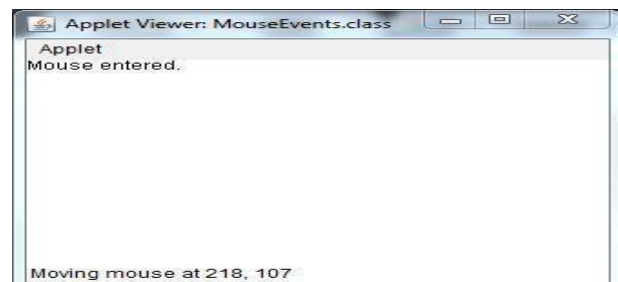 Applet Viewer: MouseEvents.class
Applet
Mouse entered.
Moving mouse at 218, 107